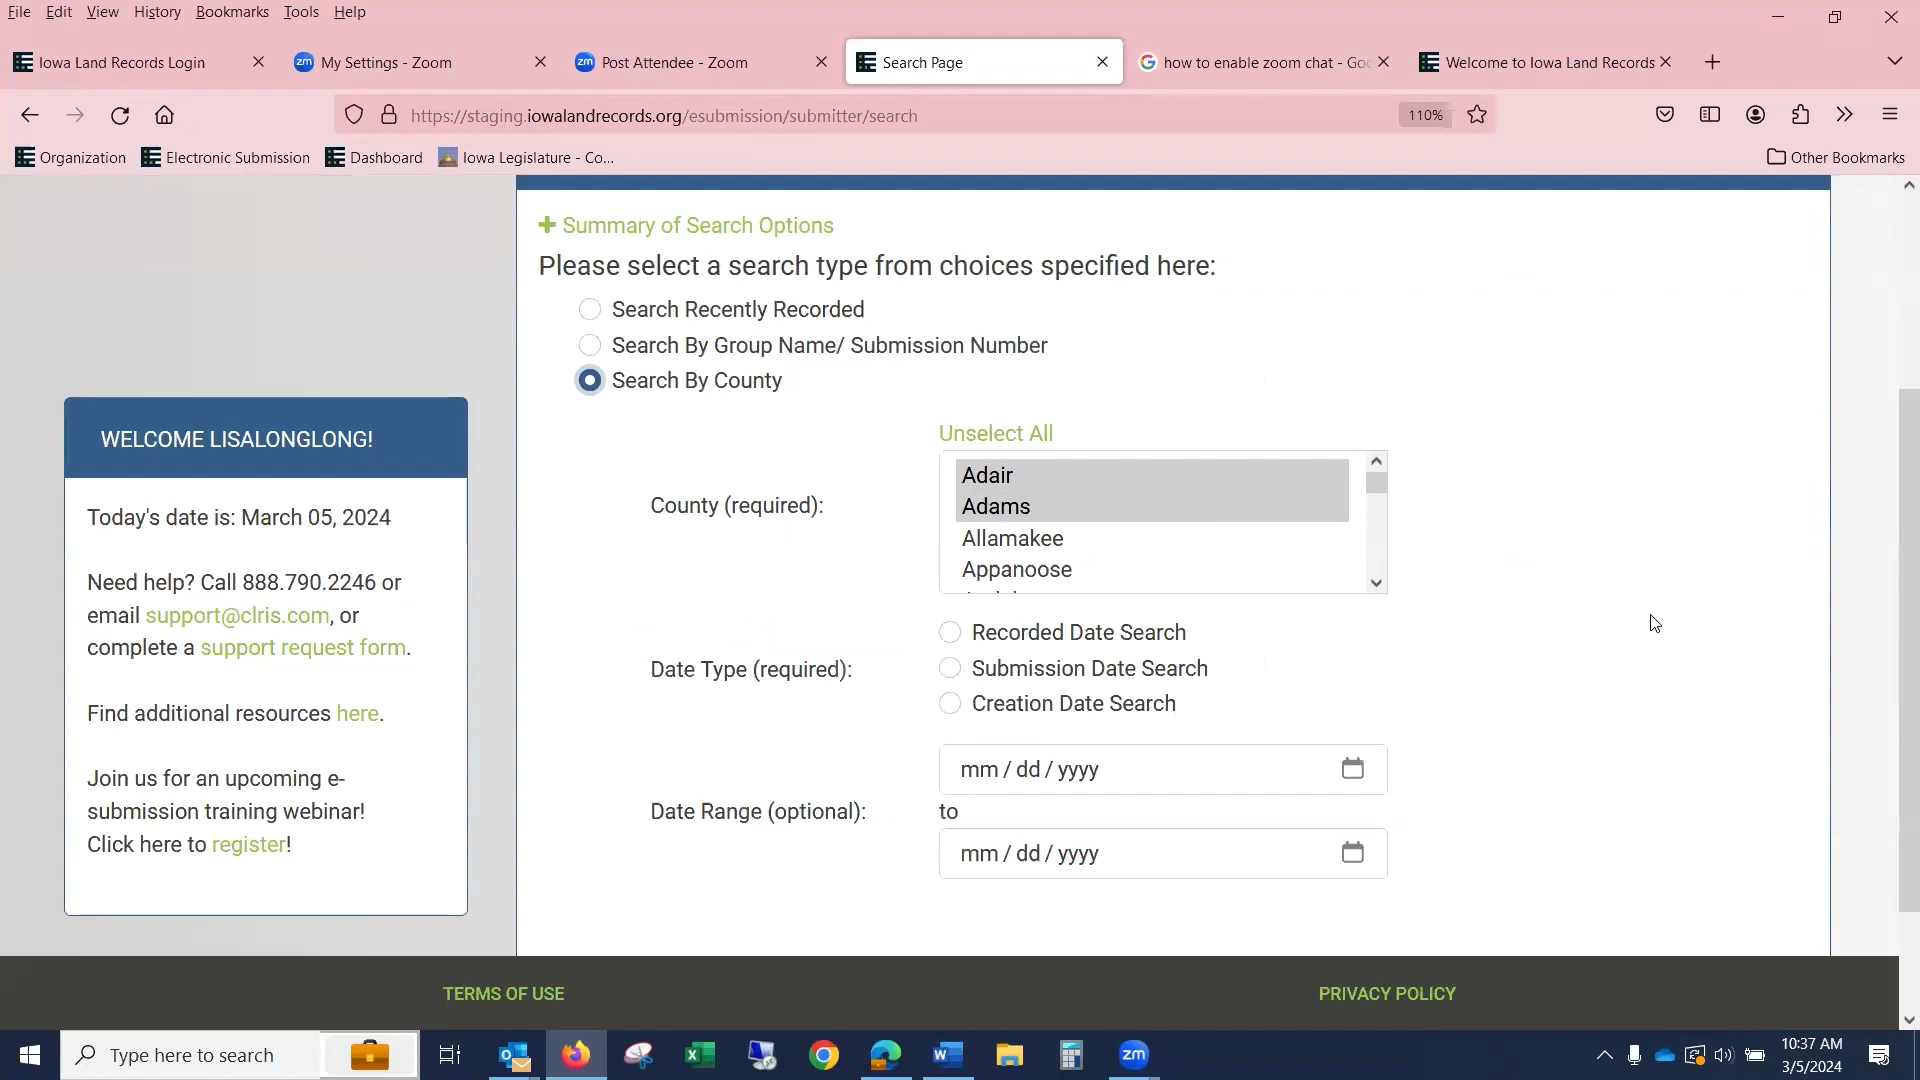 File Edit View History Bookmarks Tools Help
Iowa Land Records Login
My Settings - Zoom
Post Attendee - Zoom
Search Page
how to enable zoom chat - Goo
Welcome to Iowa Land Records
https://staging.iowalandrecords.org/esubmission/submitter/search
110%
Organization
Electronic Submission
Dashboard
Iowa Legislature - Co...
Other Bookmarks
Summary of Search Options
Please select a search type from choices specified here:
Search Recently Recorded
Search By Group Name/ Submission Number
Search By County
WELCOME LISALONGLONG!
Today's date is: March 05, 2024
Need help? Call 888.790.2246 or
email support@clris.com, or
complete a support request form.
Find additional resources here.
Join us for an upcoming e-
submission training webinar!
Click here to register!
Unselect All
County (required):
Adair
Adams
Allamakee
Appanoose
Date Type (required):
Recorded Date Search
Submission Date Search
Creation Date Search
Date Range (optional):
mm / dd / yyyy
to
mm / dd / yyyy
TERMS OF USE
PRIVACY POLICY
Type here to search
zm
10:37 AM
3/5/2024